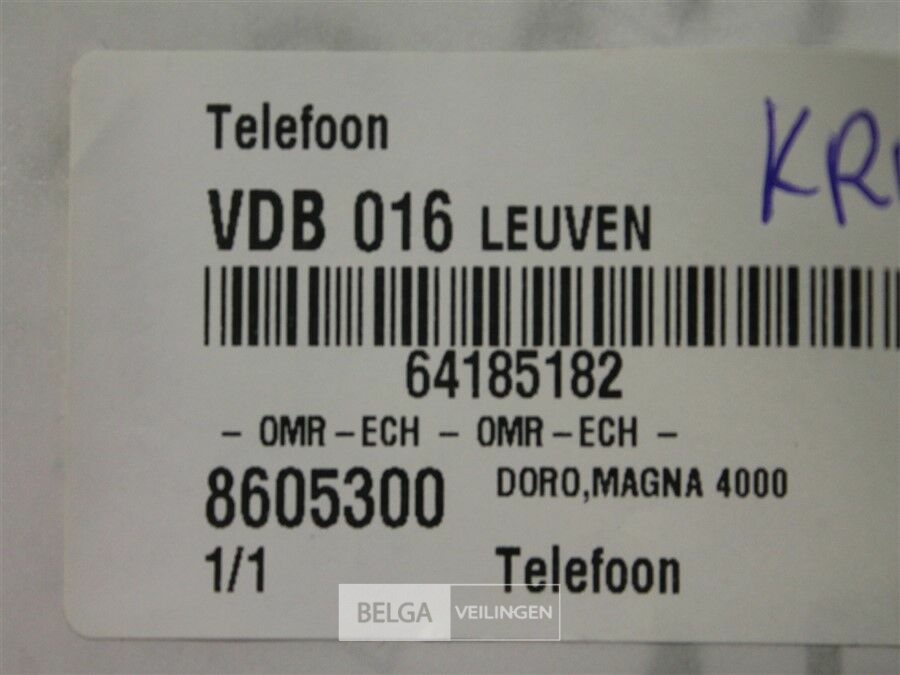 Telefoon
VDB 016 LEUVEN
64185182
- OMR-ECH - OMR-ECH -
8605300 DORO,MAGNA 4000
1/1 Telefoon
BELGA VEILINGEN